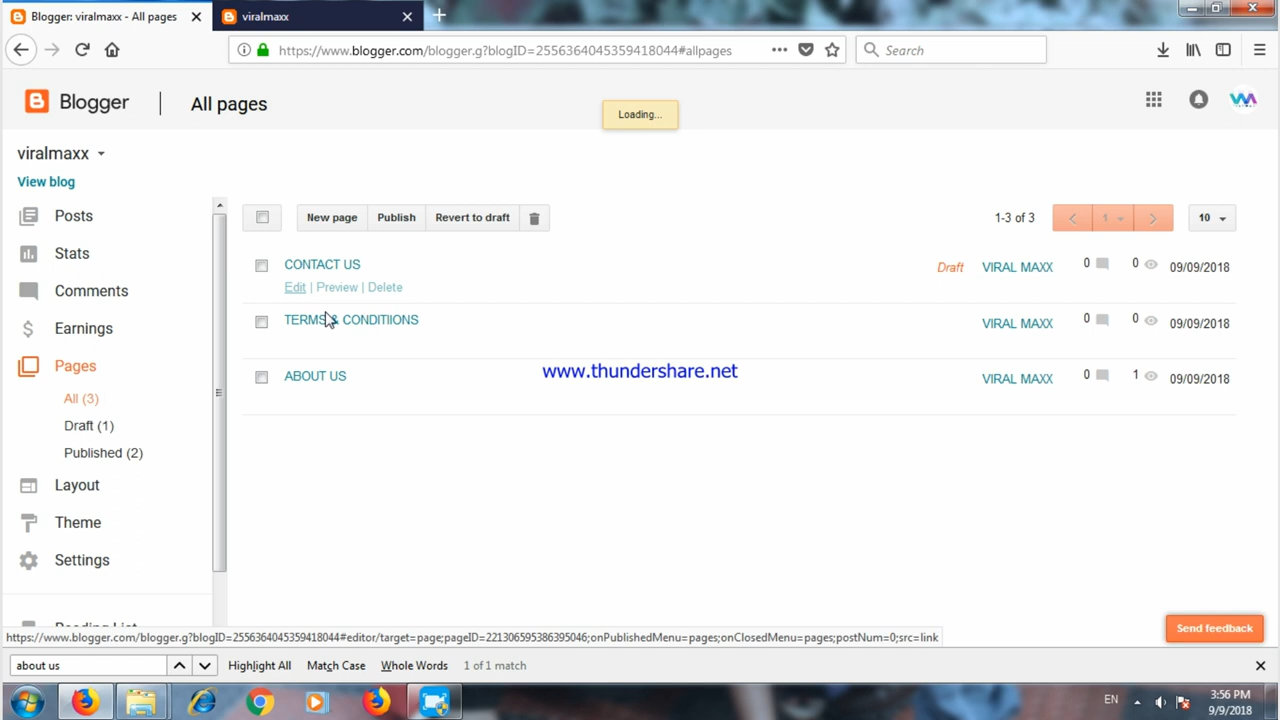 Blogger: viralmaxx - All pages
viralmaxx
https://www.blogger.com/blogger.g?blogID=2556364045359418044#allpages
Search
Blogger
All pages
Loading...
viralmaxx
View blog
Posts
Stats
Comments
Earnings
Pages
All (3)
Draft (1)
Published (2)
Layout
Theme
Settings
Reading List
New page
Publish
Revert to draft
1-3 of 3
1
10
CONTACT US
Edit | Preview | Delete
Draft
VIRAL MAXX
0
0
09/09/2018
TERMS & CONDITIIONS
VIRAL MAXX
0
0
09/09/2018
ABOUT US
www.thundershare.net
VIRAL MAXX
0
1
09/09/2018
Send feedback
https://www.blogger.com/blogger.g?blogID=2556364045359418044#editor/target=page;pageID=221306595386395046;onPublishedMenu=pages;onClosedMenu=pages;postNum=0;src=link
about us
Highlight All
Match Case
Whole Words
1 of 1 match
EN
3:56 PM
9/9/2018